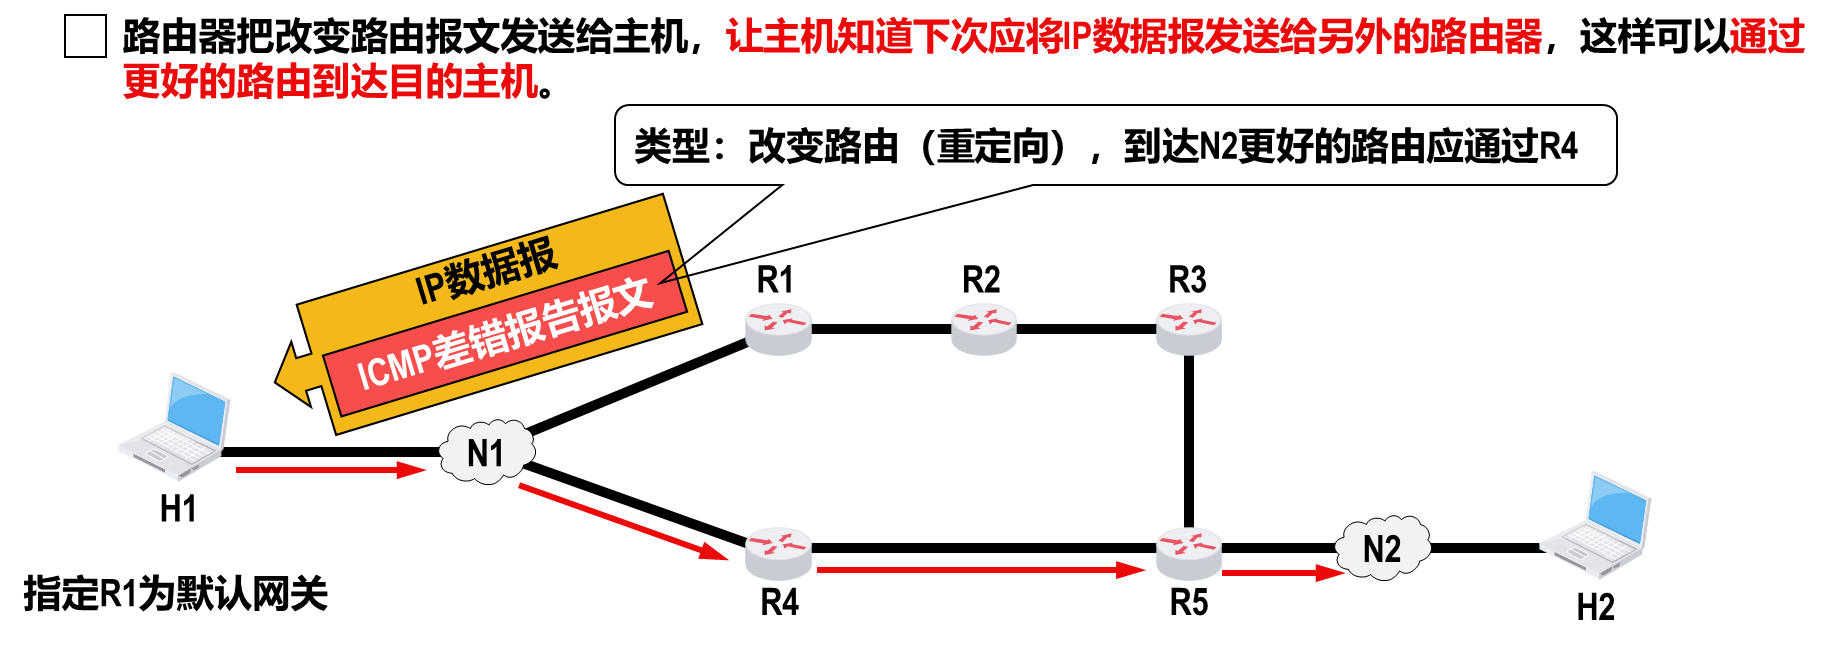 路由器把改变路由报文发送给主机，让主机知道下次应将IP数据报发送给另外的路由器，这样可以通过
更好的路由到达目的主机。
类型：改变路由（重定向），到达N2更好的路由应通过R4
IP数据报
ICMP差错报告报文
R1
R2
R3
N1
H1
N2
R4
R5
H2
指定R1为默认网关